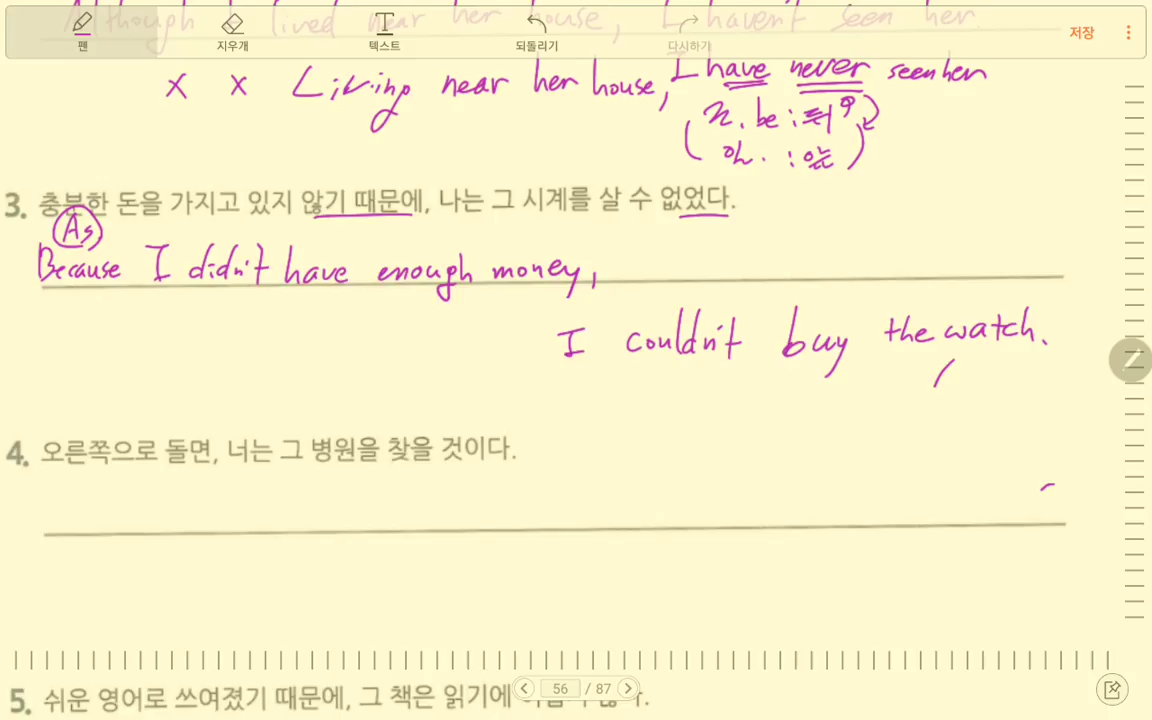 Although I lived near her house, I haven't seen her.
펜 지우개 텍스트 되돌리기 다시하기 저장
x x Living near her house, I have never seen her
be : 뒤
: 앞
3. 충분한 돈을 가지고 있지 않기 때문에, 나는 그 시계를 살 수 없었다.
As
Because I didn't have enough money,
I couldn't buy the watch.
4. 오른쪽으로 돌면, 너는 그 병원을 찾을 것이다.
5. 쉬운 영어로 쓰여졌기 때문에, 그 책은 읽기에
56 / 87